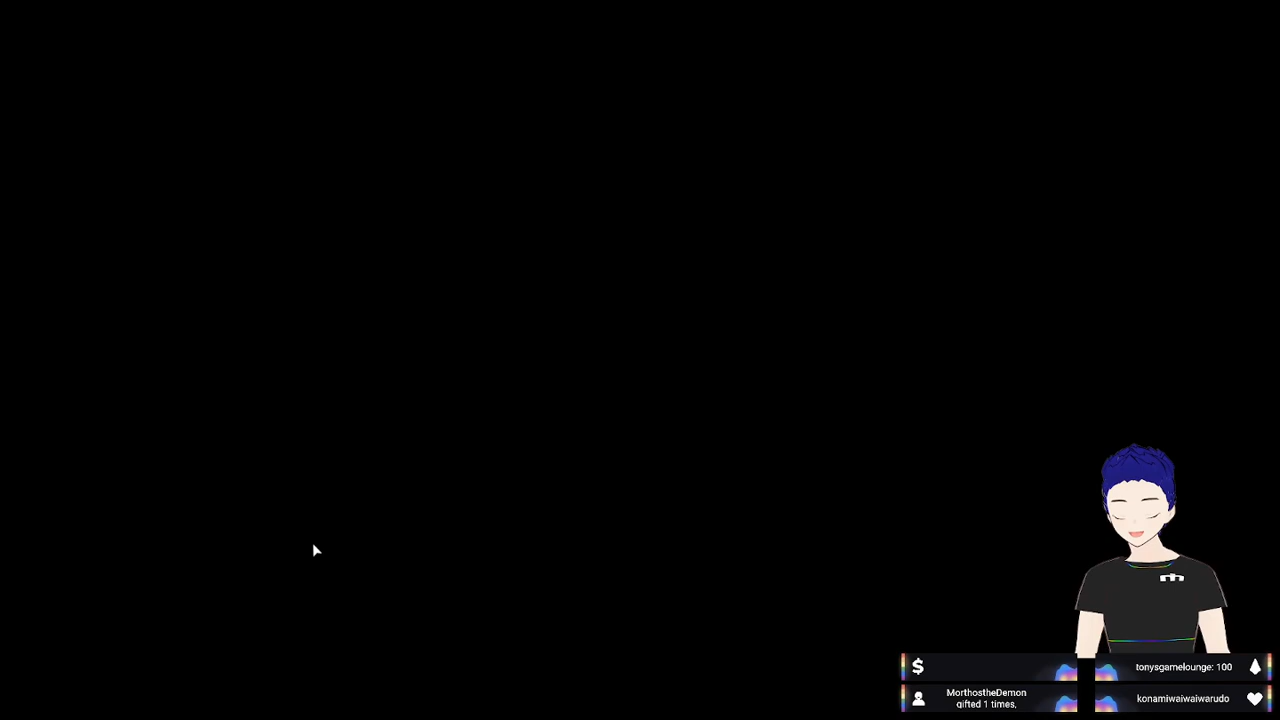 $
tonysgamelounge: 100
MorthostheDemon
gifted 1 times,
konamiwaiwaiwarudo